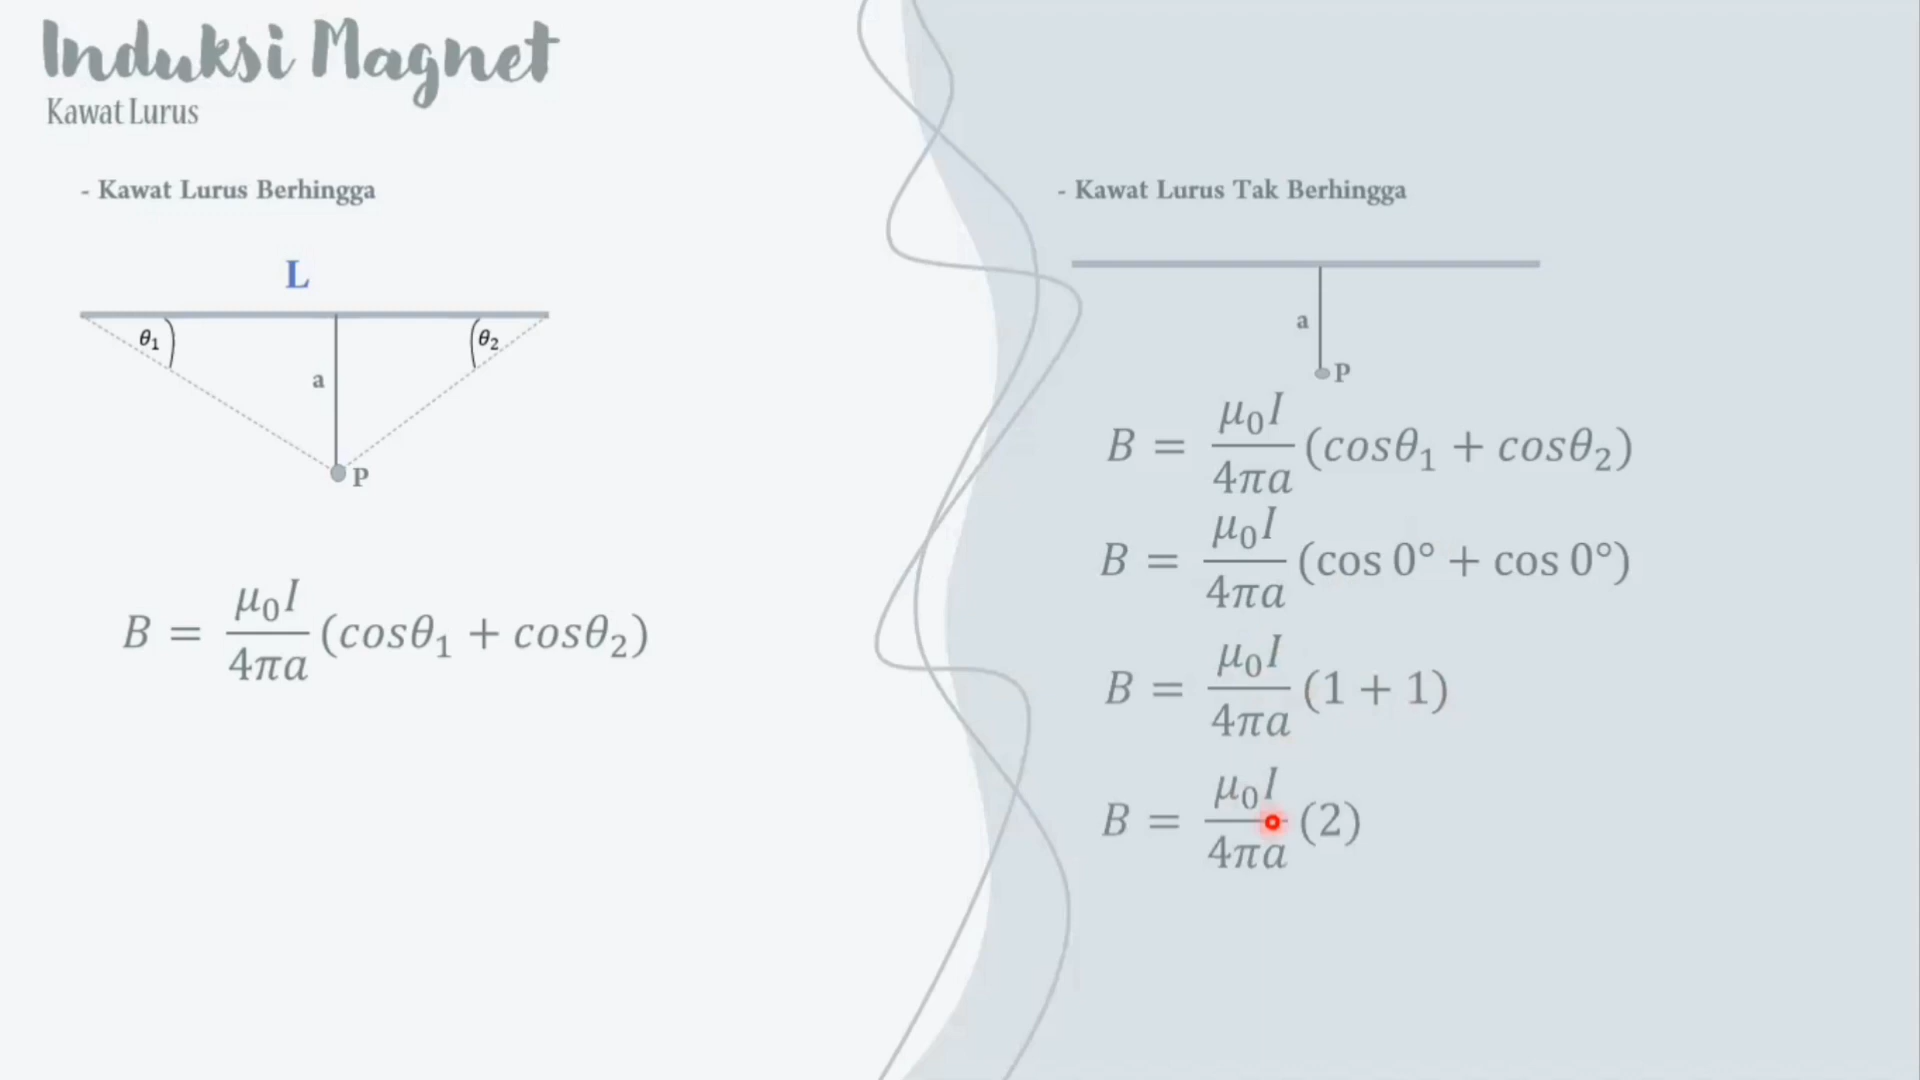 Induksi Magnet
Kawat Lurus
- Kawat Lurus Berhingga
L
θ₁
θ₂
a
P
B = μ₀I / 4πa (cosθ₁ + cosθ₂)
- Kawat Lurus Tak Berhingga
a
P
B = μ₀I / 4πa (cosθ₁ + cosθ₂)
B = μ₀I / 4πa (cos 0° + cos 0°)
B = μ₀I / 4πa (1 + 1)
B = μ₀I / 4πa (2)